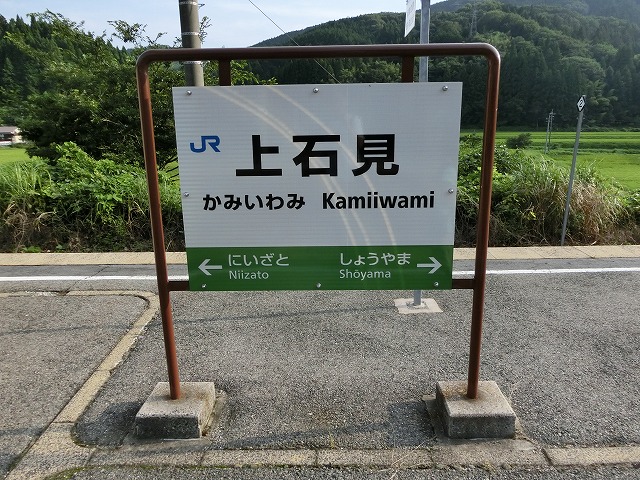 JR 上石見
かみいわみ Kamiiwami
← にいざと しょうやま →
Niizato Shōyama